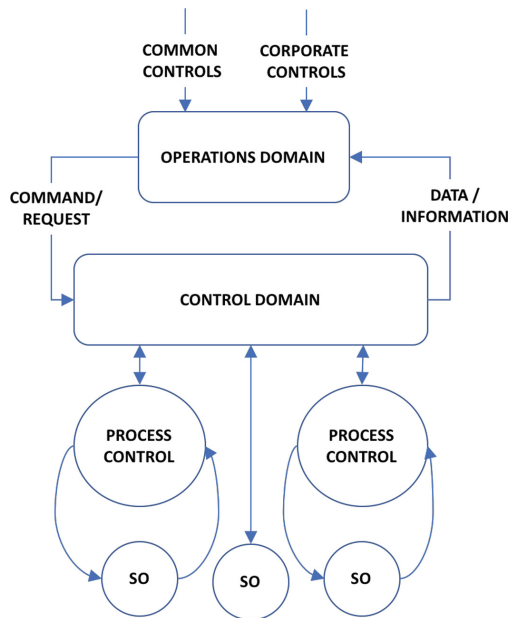 COMMON
CONTROLS
CORPORATE
CONTROLS
OPERATIONS DOMAIN
COMMAND/
REQUEST
DATA /
INFORMATION
CONTROL DOMAIN
PROCESS
CONTROL
PROCESS
CONTROL
SO
SO
SO